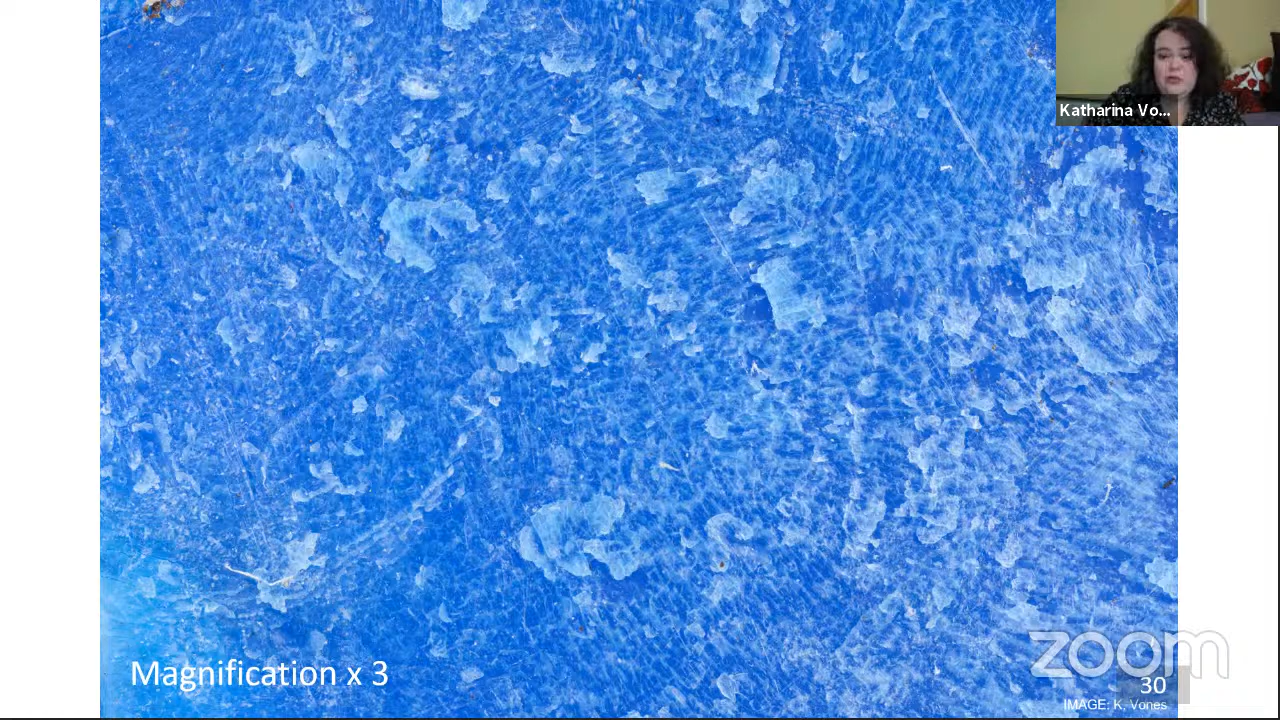 Katharina Vo...
Magnification x 3
zoom
30
IMAGE: K, Vones